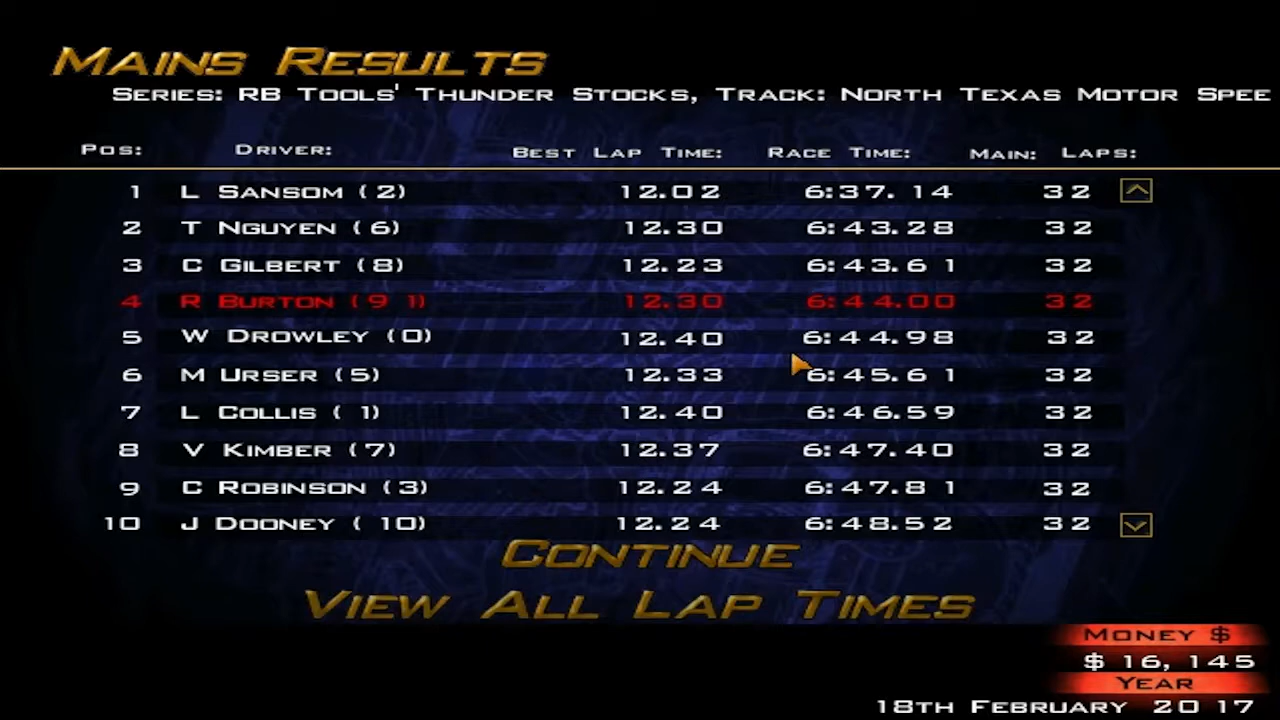 MAINS RESULTS
SERIES: RB TOOLS' THUNDER STOCKS, TRACK: NORTH TEXAS MOTOR SPEE
POS: DRIVER: BEST LAP TIME: RACE TIME: MAIN: LAPS:
1 L SANSOM (2) 12.02 6:37.14 32
2 T NGUYEN (6) 12.30 6:43.28 32
3 C GILBERT (8) 12.23 6:43.61 32
4 R BURTON (91) 12.30 6:44.00 32
5 W DROWLEY (0) 12.40 6:44.98 32
6 M URSER (5) 12.33 6:45.61 32
7 L COLLIS (1) 12.40 6:46.59 32
8 V KIMBER (7) 12.37 6:47.40 32
9 C ROBINSON (3) 12.24 6:47.81 32
10 J DOONEY (10) 12.24 6:48.52 32
CONTINUE
VIEW ALL LAP TIMES
MONEY $
$ 16,145
YEAR
18TH FEBRUARY 2017